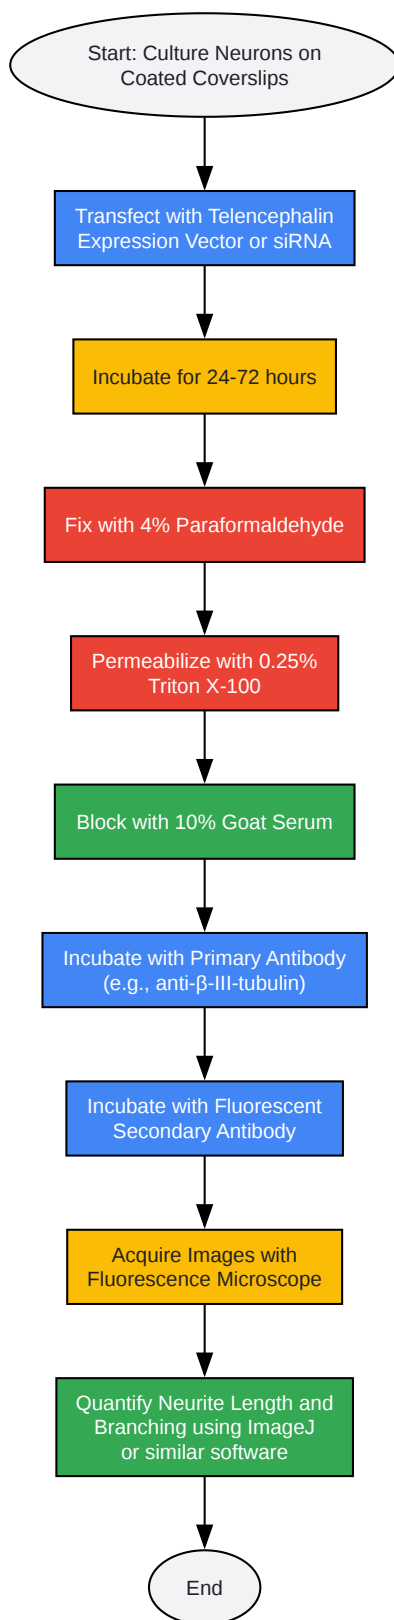 Start: Culture Neurons on
Coated Coverslips
Transfect with Telencephalin
Expression Vector or siRNA
Incubate for 24-72 hours
Fix with 4% Paraformaldehyde
Permeabilize with 0.25%
Triton X-100
Block with 10% Goat Serum
Incubate with Primary Antibody
(e.g., anti-β-III-tubulin)
Incubate with Fluorescent
Secondary Antibody
Acquire Images with
Fluorescence Microscope
Quantify Neurite Length and
Branching using ImageJ
or similar software
End